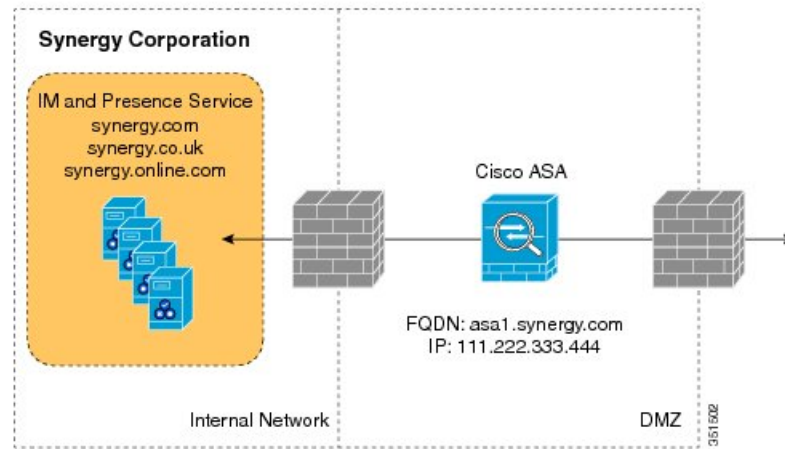 Synergy Corporation
IM and Presence Service
synergy.com
synergy.co.uk
synergy.online.com
Cisco ASA
FQDN: asa1.synergy.com
IP: 111.222.333.444
Internal Network
DMZ
351502